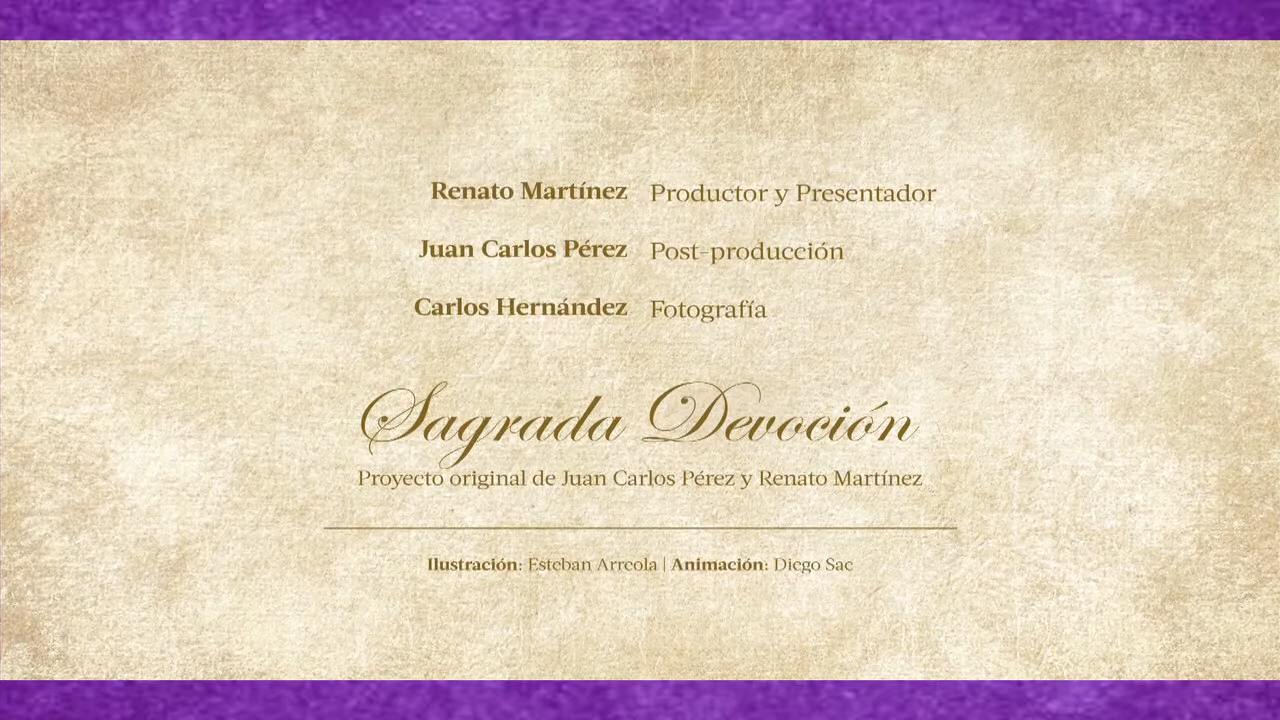 Renato Martínez Productor y Presentador
Juan Carlos Pérez Post-producción
Carlos Hernández Fotografía
Sagrada Devoción
Proyecto original de Juan Carlos Pérez y Renato Martínez
Ilustración: Esteban Arreola | Animación: Diego Sac